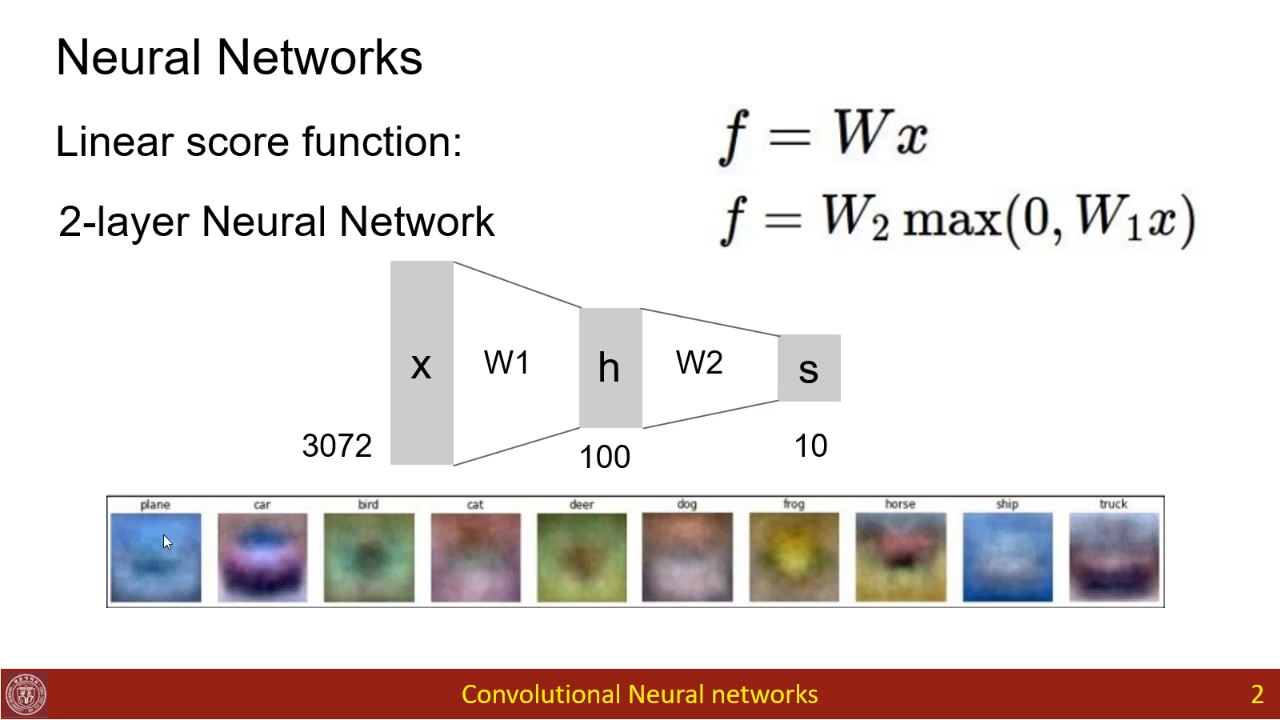 Neural Networks
Linear score function:
f = Wx
2-layer Neural Network
f = W₂ max(0, W₁x)
x W1 h W2 s
3072 100 10
plane car bird cat deer dog frog horse ship truck
Convolutional Neural networks
2